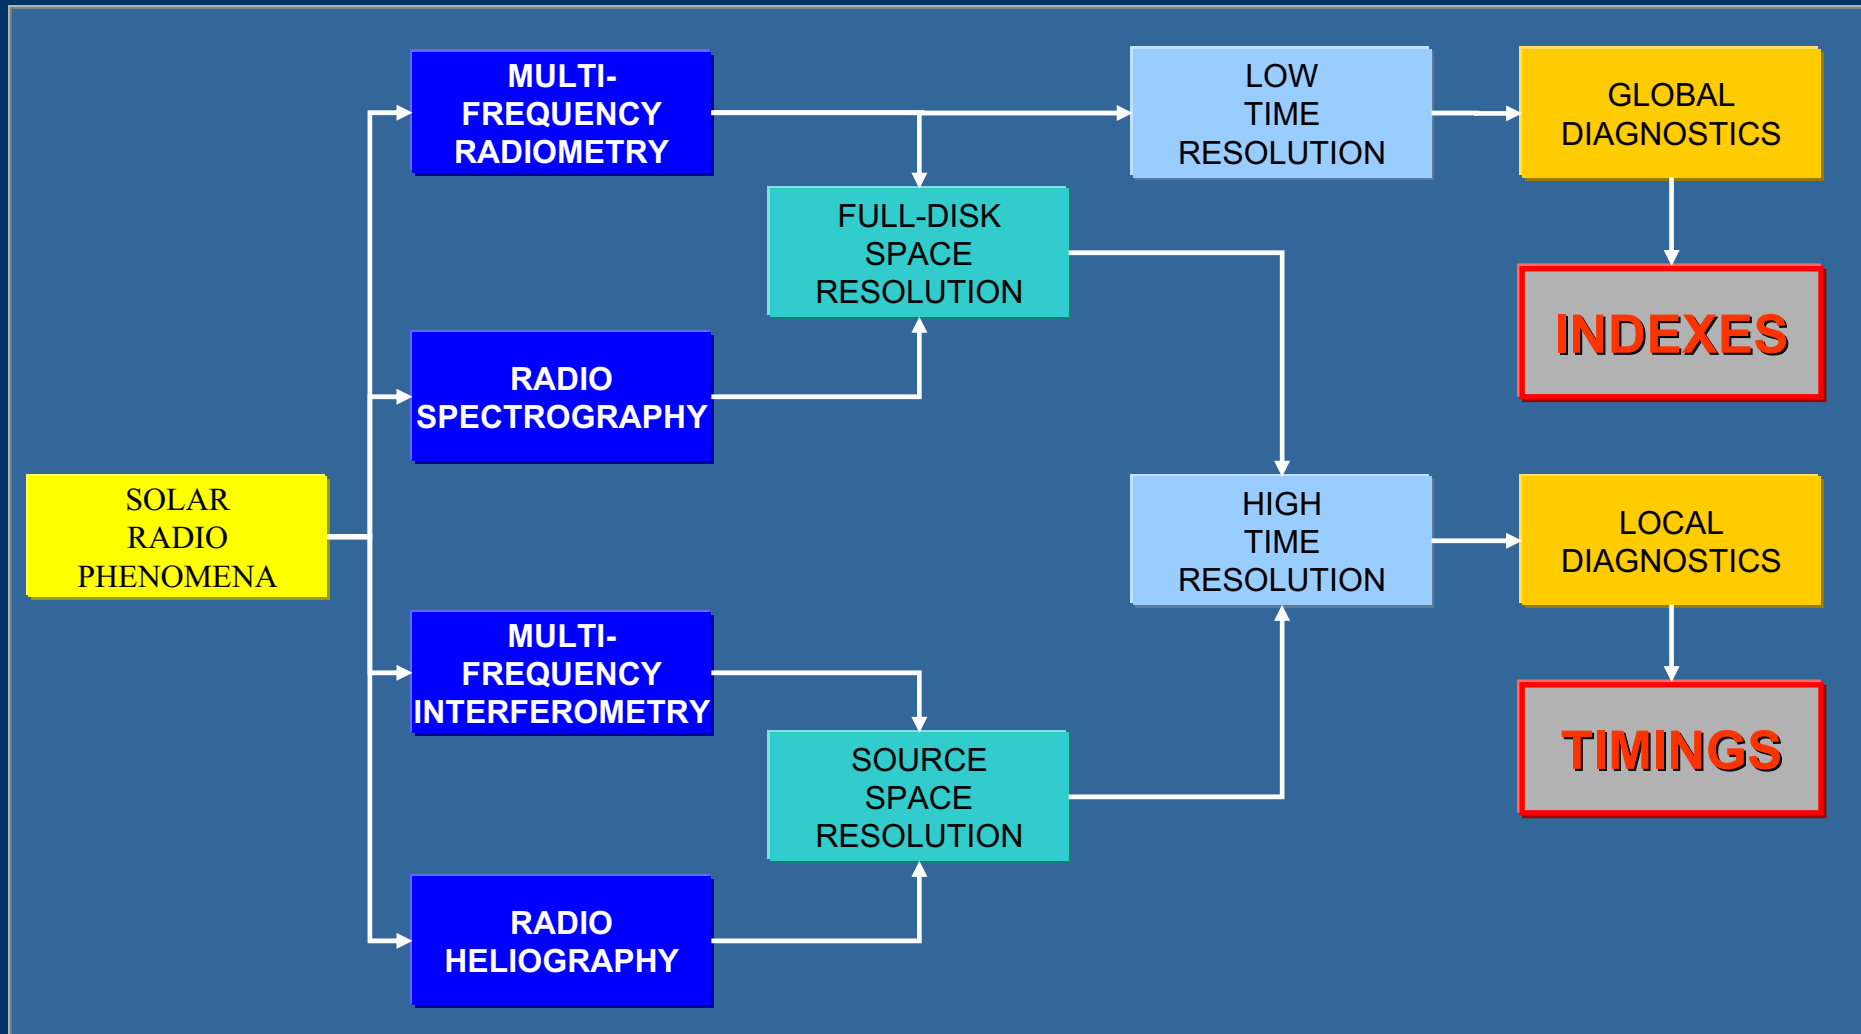 MULTI-
FREQUENCY
RADIOMETRY
LOW
TIME
RESOLUTION
GLOBAL
DIAGNOSTICS
FULL-DISK
SPACE
RESOLUTION
INDEXES
RADIO
SPECTROGRAPHY
SOLAR
RADIO
PHENOMENA
HIGH
TIME
RESOLUTION
LOCAL
DIAGNOSTICS
MULTI-
FREQUENCY
INTERFEROMETRY
SOURCE
SPACE
RESOLUTION
TIMINGS
RADIO
HELIOGRAPHY